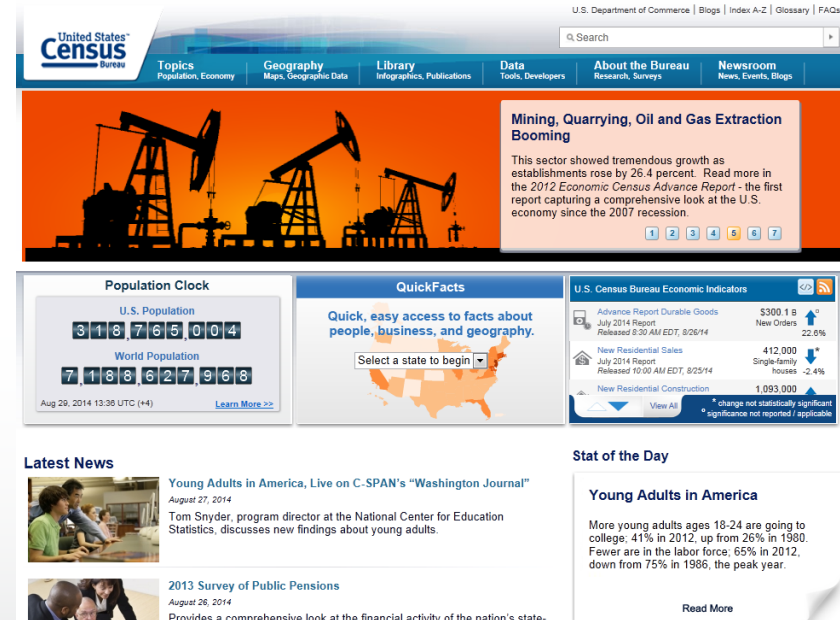 U.S. Department of Commerce | Blogs | Index A-Z | Glossary | FAQs
United States™
Census
Bureau
Search
Topics
Population, Economy
Geography
Maps, Geographic Data
Library
Infographics, Publications
Data
Tools, Developers
About the Bureau
Research, Surveys
Newsroom
News, Events, Blogs
Mining, Quarrying, Oil and Gas Extraction
Booming
This sector showed tremendous growth as
establishments rose by 26.4 percent. Read more in
the 2012 Economic Census Advance Report - the first
report capturing a comprehensive look at the U.S.
economy since the 2007 recession.
1 2 3 4 5 6 7
Population Clock
U.S. Population
318,765,004
World Population
7,188,627,968
Aug 29, 2014 13:36 UTC (+4)
Learn More >>
QuickFacts
Quick, easy access to facts about
people, business, and geography.
Select a state to begin
U.S. Census Bureau Economic Indicators
</>
Advance Report Durable Goods
July 2014 Report
Released 8:30 AM EDT, 8/26/14
$300.1 B
New Orders
°
22.6%
New Residential Sales
July 2014 Report
Released 10:00 AM EDT, 8/25/14
412,000
Single-family
houses
*
-2.4%
New Residential Construction
1,093,000
View All
* change not statistically significant
° significance not reported / applicable
Latest News
Young Adults in America, Live on C-SPAN's “Washington Journal”
August 27, 2014
Tom Snyder, program director at the National Center for Education
Statistics, discusses new findings about young adults.
2013 Survey of Public Pensions
August 26, 2014
Provides a comprehensive look at the financial activity of the nation's state-
Stat of the Day
Young Adults in America
More young adults ages 18-24 are going to
college; 41% in 2012, up from 26% in 1980.
Fewer are in the labor force; 65% in 2012,
down from 75% in 1986, the peak year.
Read More